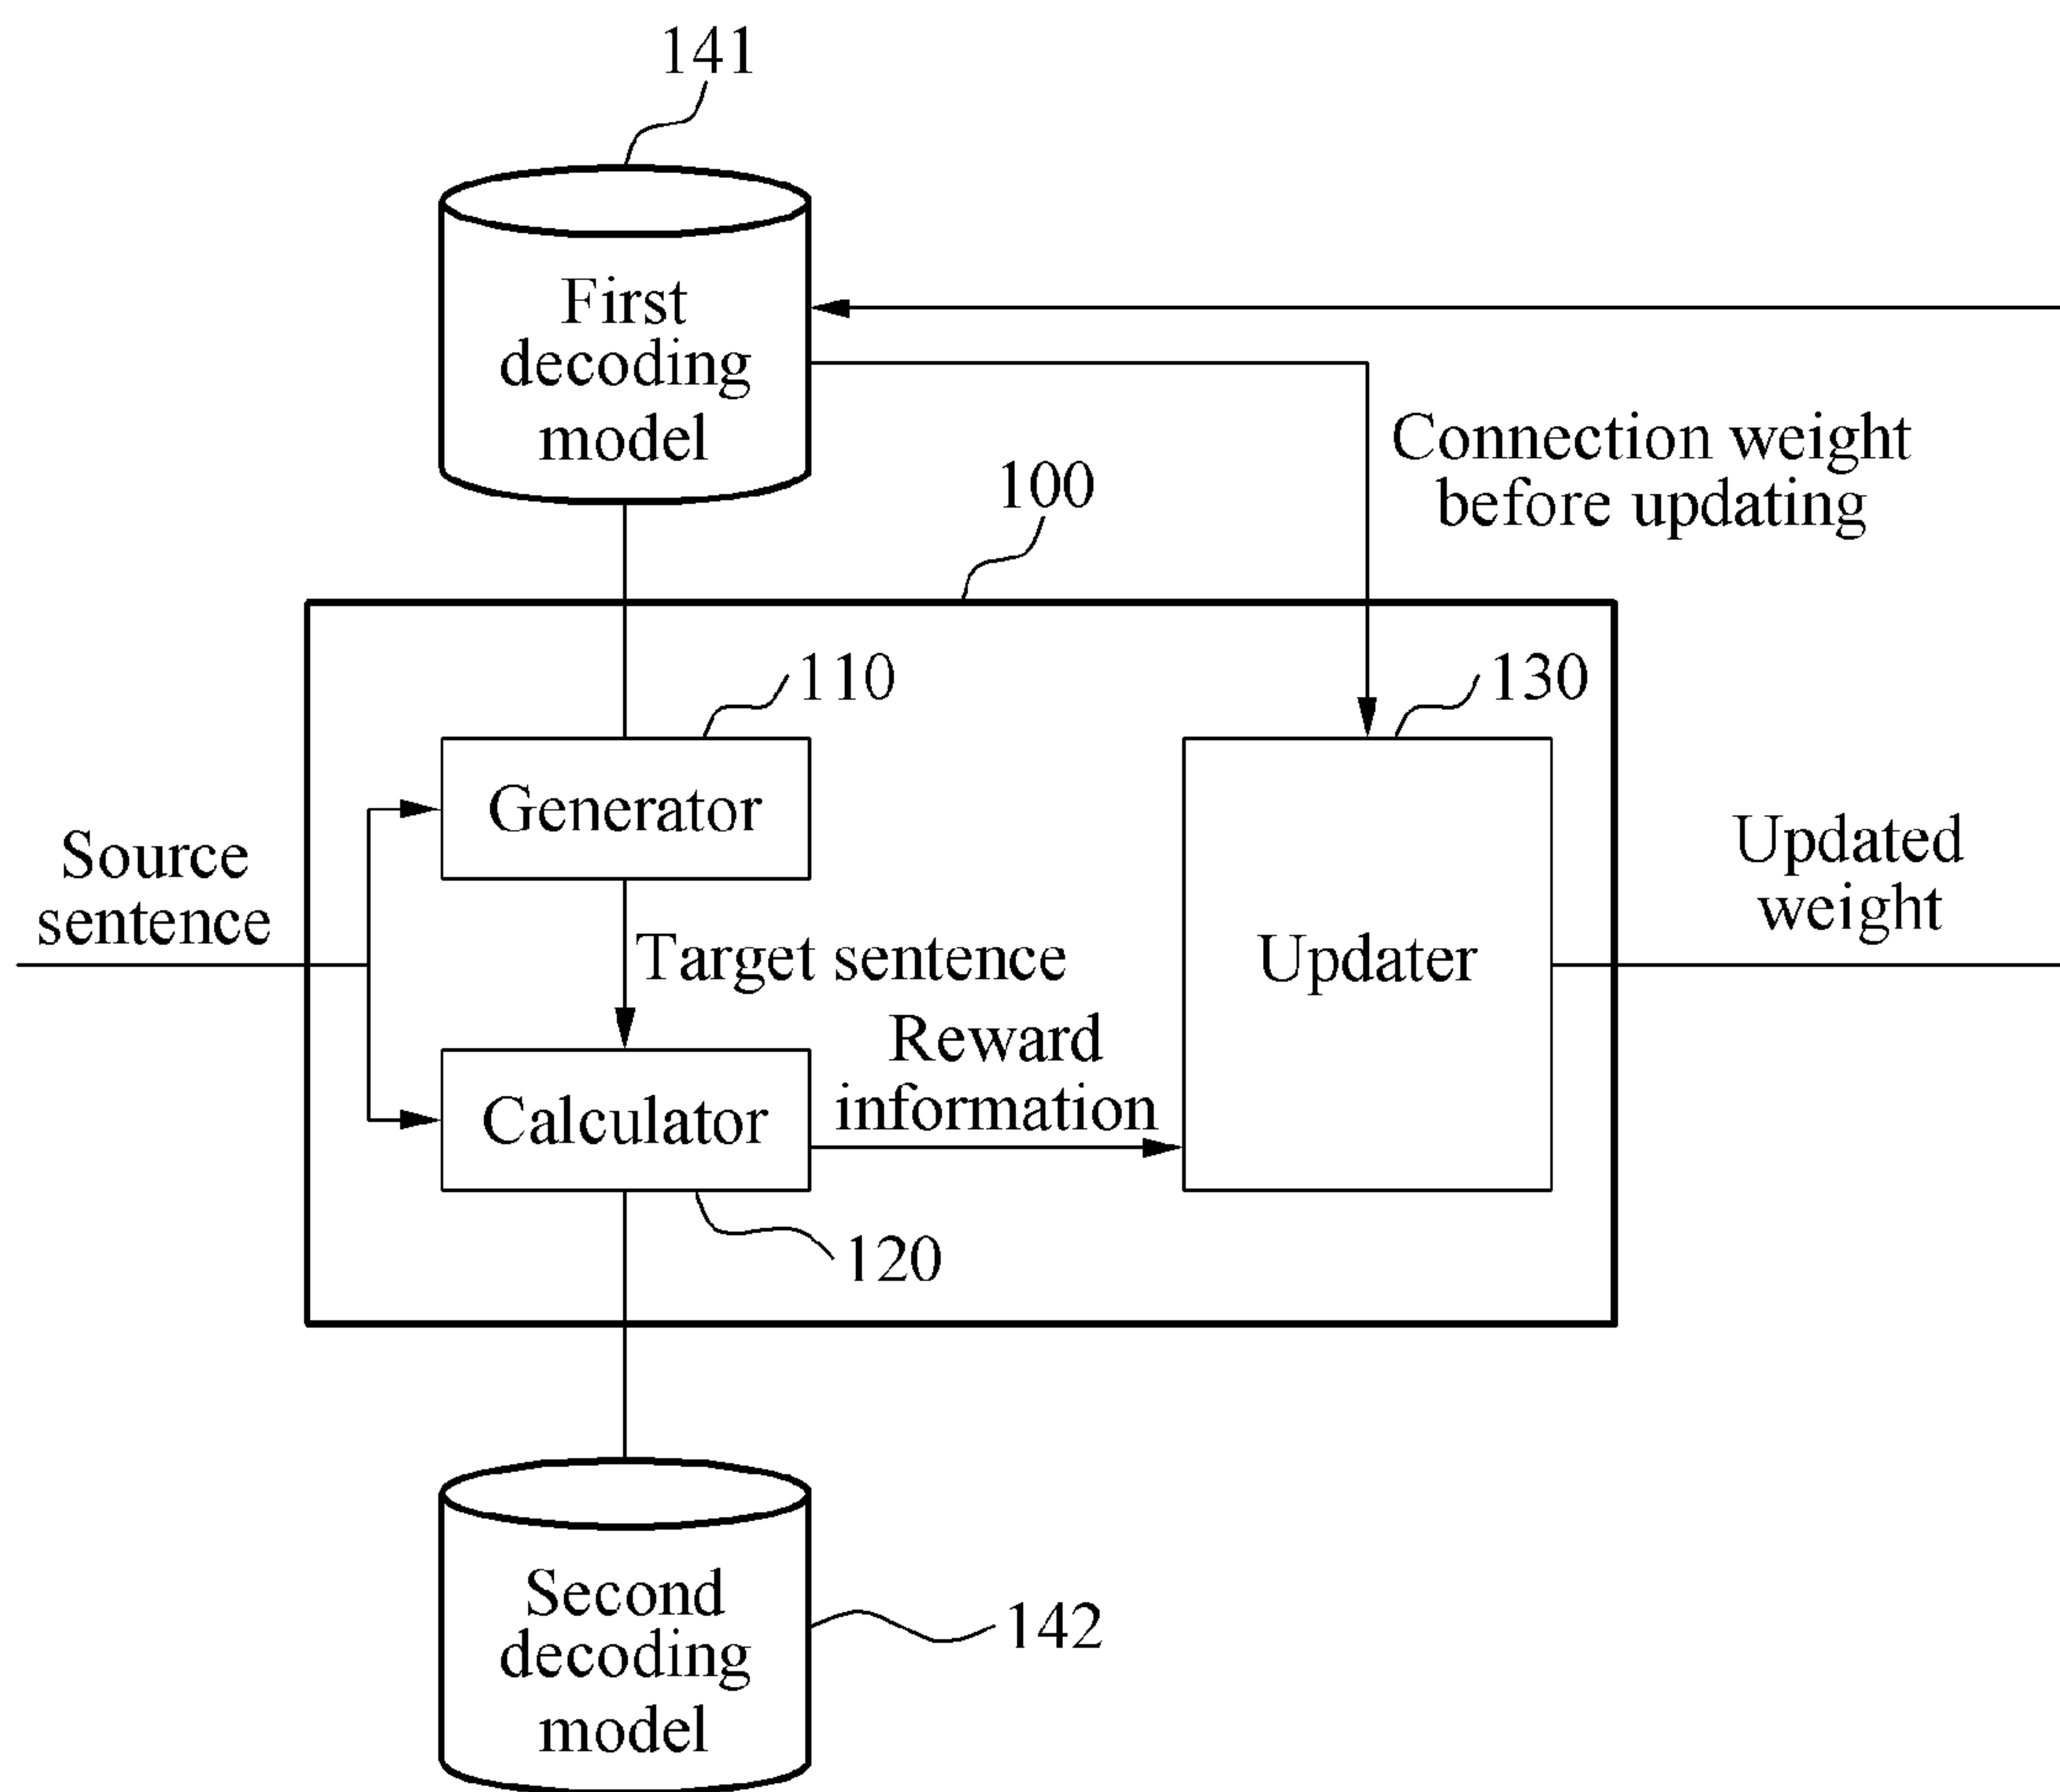 141
First
decoding
model
Connection weight
before updating
100
110
130
Generator
Source
sentence
Updated
weight
Target sentence
Updater
Reward
information
Calculator
120
Second
decoding
model
142